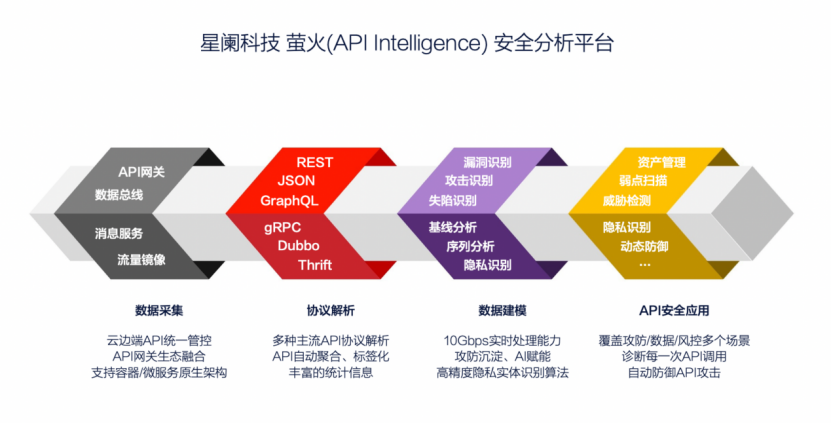 星阑科技 萤火(API Intelligence) 安全分析平台
API网关
数据总线
消息服务
流量镜像
REST
JSON
GraphQL
gRPC
Dubbo
Thrift
漏洞识别
攻击识别
失陷识别
基线分析
序列分析
隐私识别
资产管理
弱点扫描
威胁检测
隐私识别
动态防御
...
数据采集
云边端API统一管控
API网关生态融合
支持容器/微服务原生架构
协议解析
多种主流API协议解析
API自动聚合、标签化
丰富的统计信息
数据建模
10Gbps实时处理能力
攻防沉淀、AI赋能
高精度隐私实体识别算法
API安全应用
覆盖攻防/数据/风控多个场景
诊断每一次API调用
自动防御API攻击